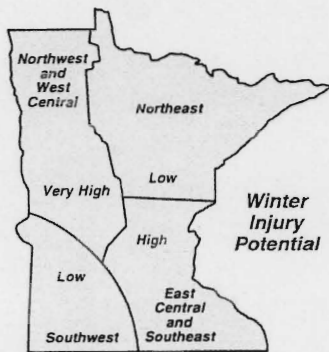 Northwest
and
West
Central
Northeast
Very High
Low
Winter
Injury
Potential
High
Low
East
Central
and
Southeast
Southwest